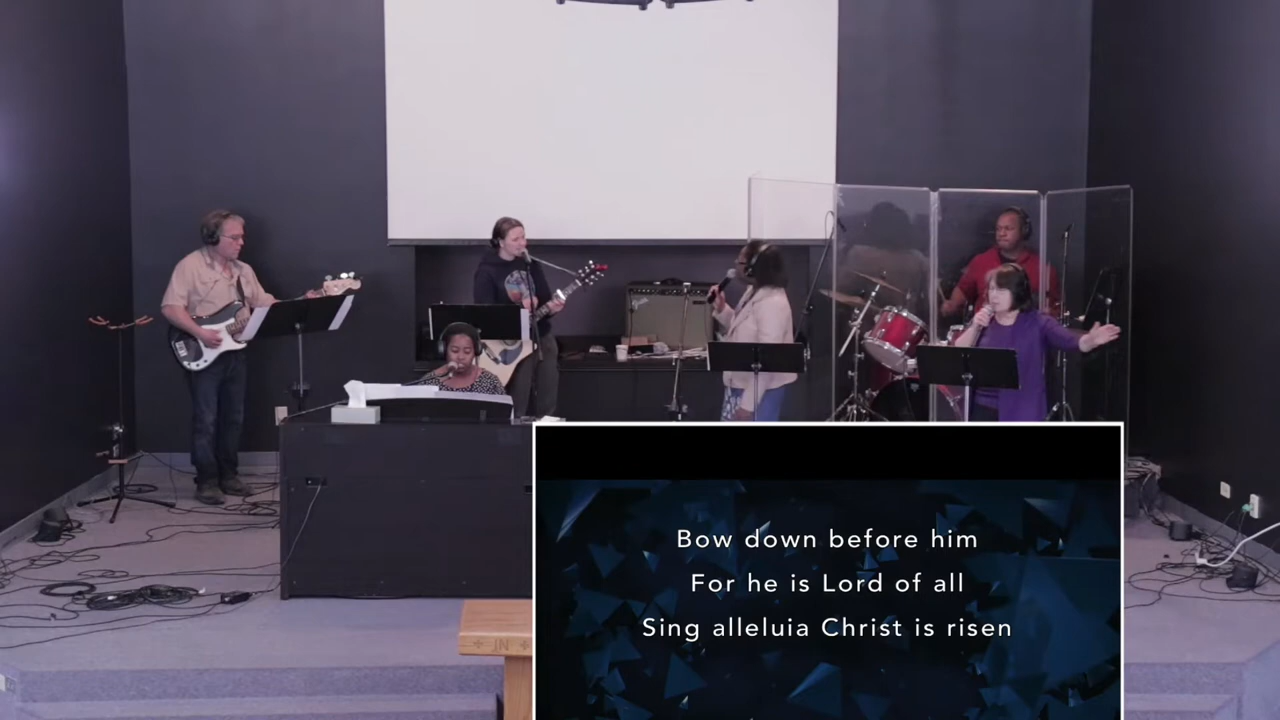 Bow down before him
For he is Lord of all
Sing alleluia Christ is risen